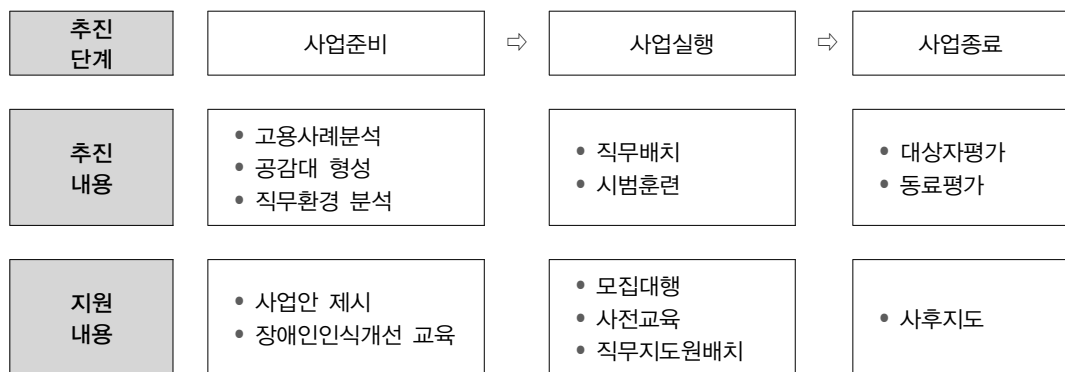 추진
단계
사업준비
⇨
사업실행
⇨
사업종료
추진
내용
• 고용사례분석
• 공감대 형성
• 직무환경 분석
• 직무배치
• 시범훈련
• 대상자평가
• 동료평가
지원
내용
• 사업안 제시
• 장애인인식개선 교육
• 모집대행
• 사전교육
• 직무지도원배치
• 사후지도